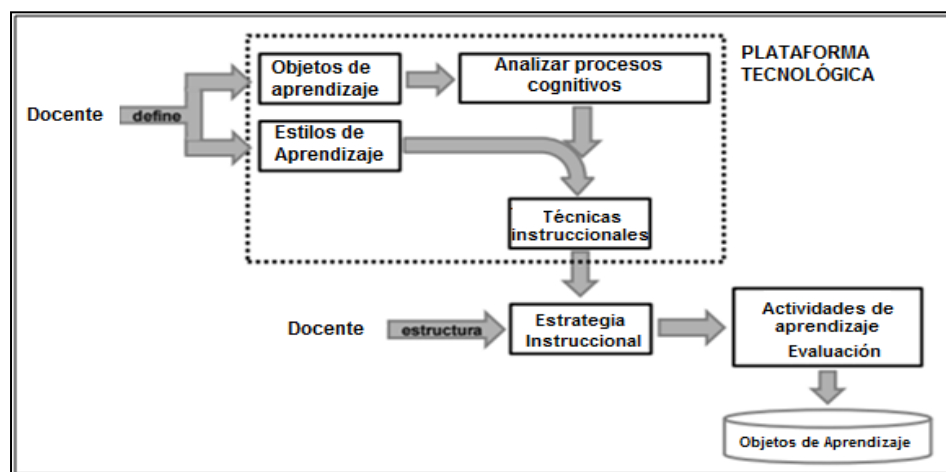 PLATAFORMA
TECNOLÓGICA
Objetos de
aprendizaje
Analizar procesos
cognitivos
Docente
define
Estilos de
Aprendizaje
Técnicas
instruccionales
Docente
estructura
Estrategia
Instruccional
Actividades de
aprendizaje
Evaluación
Objetos de Aprendizaje